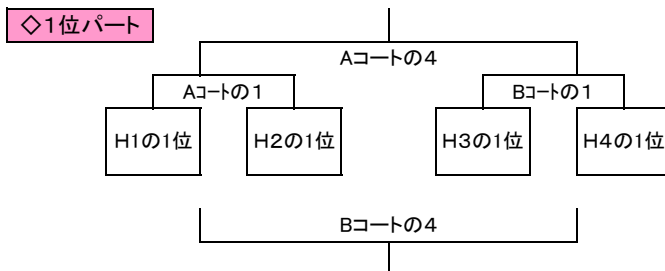 ◇1位パート
Aコートの4
Aｺｰﾄの1
Bｺｰﾄの1
H1の1位
H2の1位
H3の1位
H4の1位
Bコートの4